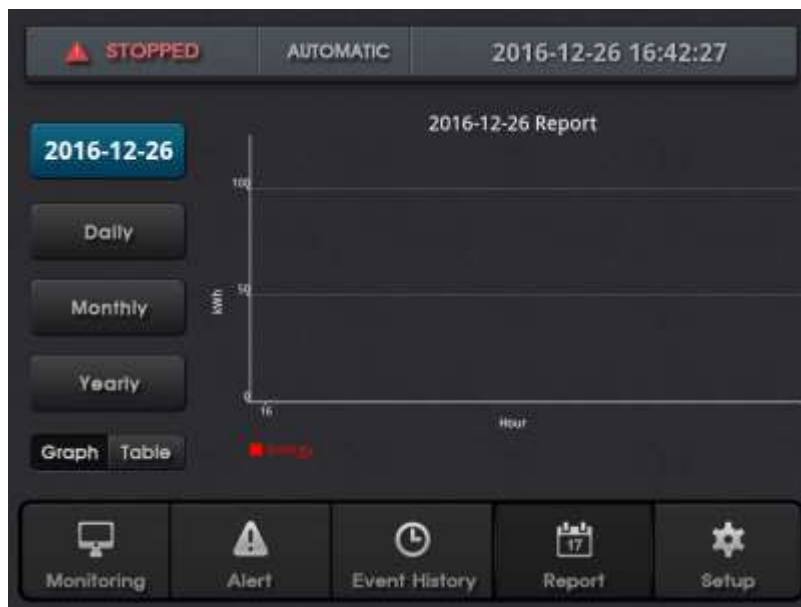 STOPPED AUTOMATIC 2016-12-26 16:42:27
2016-12-26 Report
2016-12-26
Daily
Monthly
Yearly
Graph Table
100
50
0
kWh
16
Hour
Energy
Monitoring Alert Event History 17 Report Setup